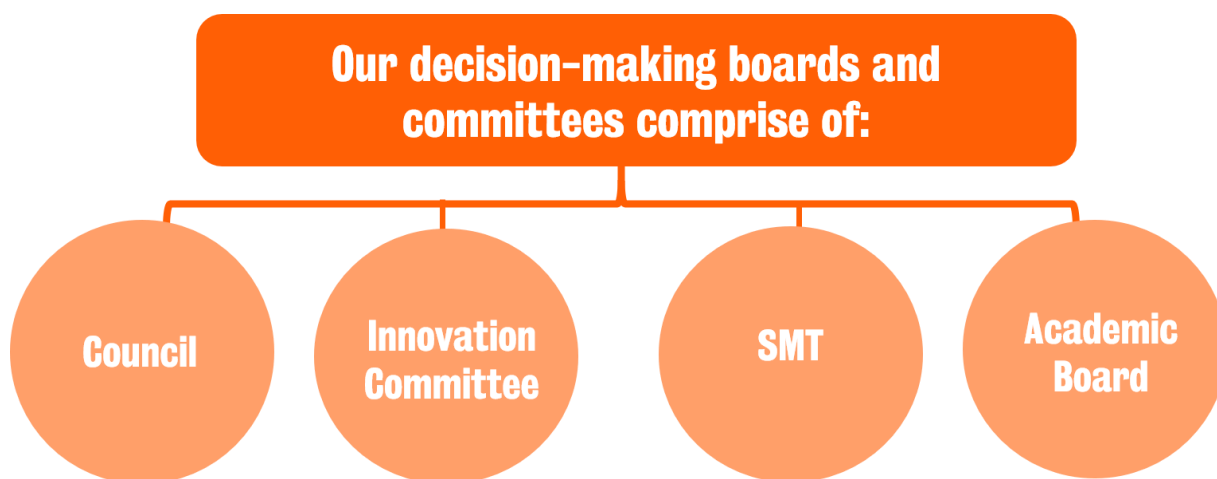 Our decision-making boards and
committees comprise of:
Council
Innovation
Committee
SMT
Academic
Board